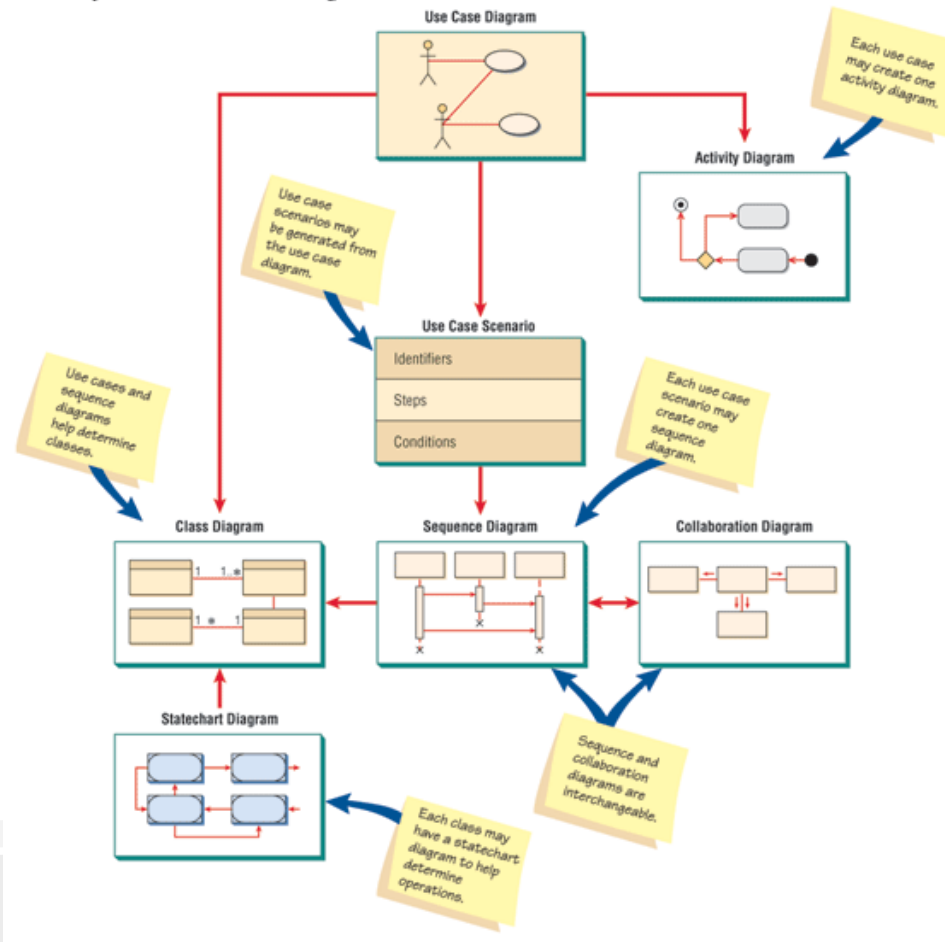 Use Case Diagram
Each use case
may create one
activity diagram.
Activity Diagram
Use case
scenarios may
be generated from
the use case
diagram.
Use Case Scenario
Identifiers
Steps
Conditions
Use cases and
sequence
diagrams
help determine
classes.
Each use case
scenario may
create one
sequence
diagram.
Class Diagram
Sequence Diagram
Collaboration Diagram
1 1..*
1 * 1
Statechart Diagram
Sequence and
collaboration
diagrams are
interchangeable.
Each class may
have a statechart
diagram to help
determine
operations.